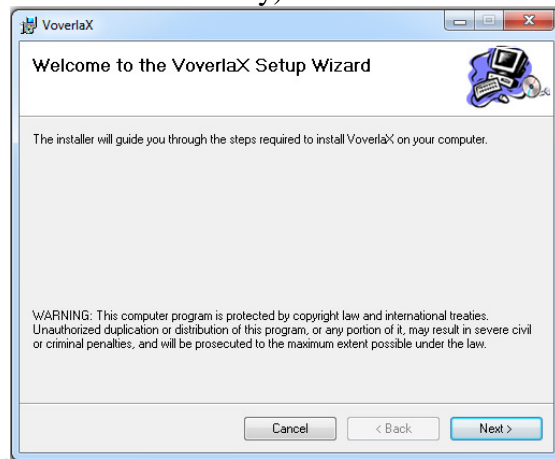 y,
VoverlaX
Welcome to the VoverlaX Setup Wizard
The installer will guide you through the steps required to install VoverlaX on your computer.
WARNING: This computer program is protected by copyright law and international treaties.
Unauthorized duplication or distribution of this program, or any portion of it, may result in severe civil
or criminal penalties, and will be prosecuted to the maximum extent possible under the law.
Cancel
< Back
Next >